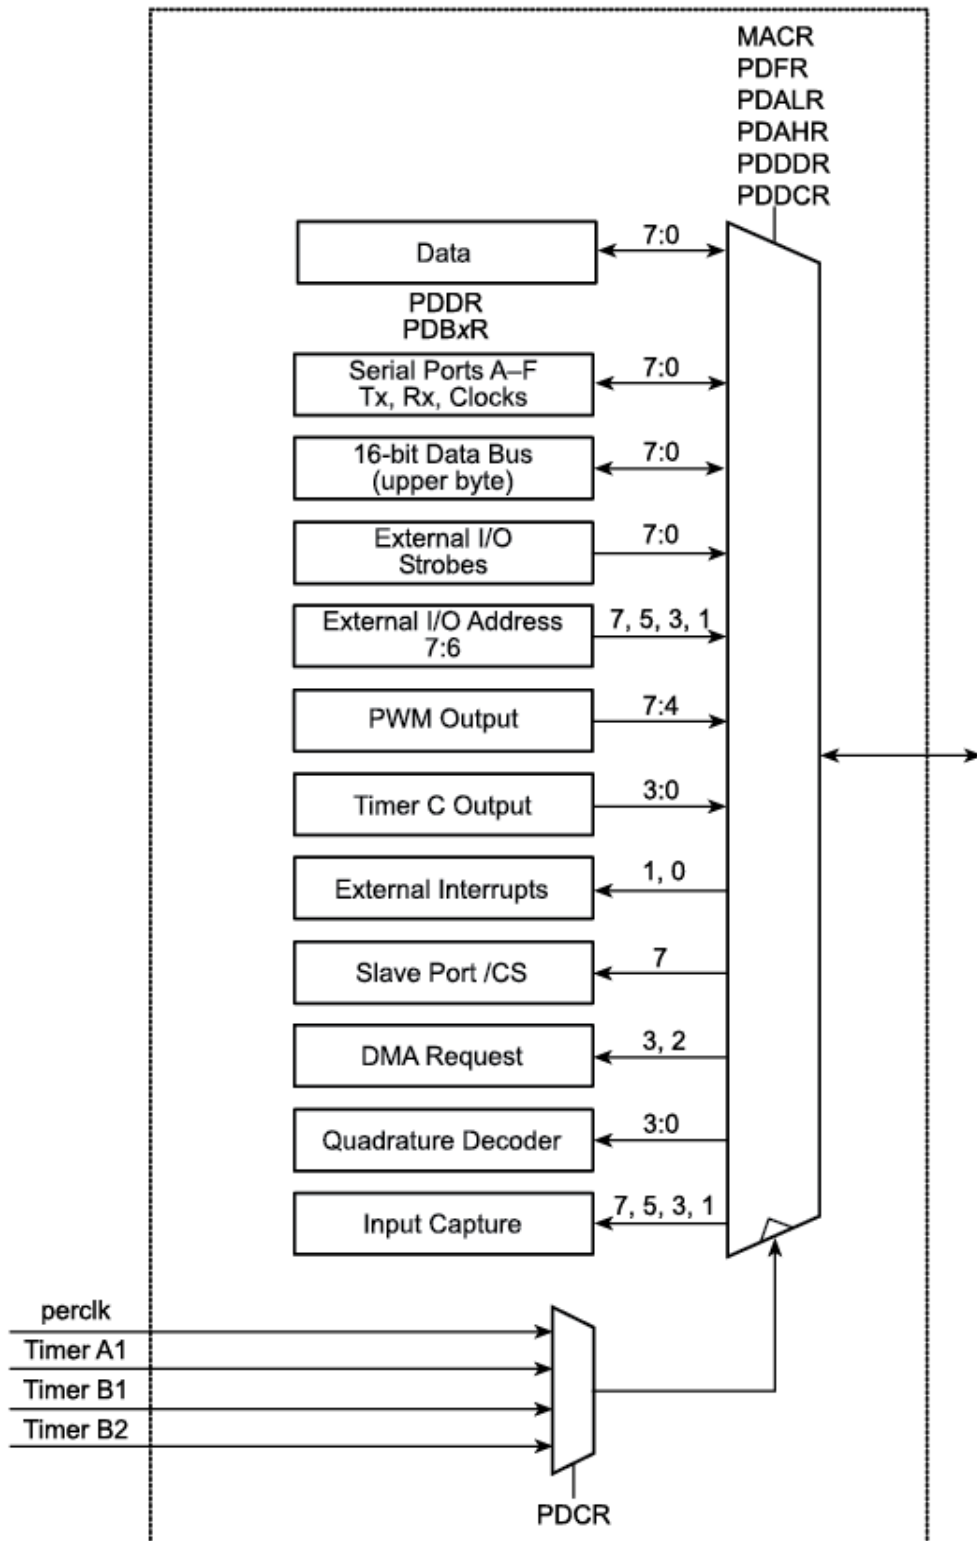 MACR
PDFR
PDALR
PDAHR
PDDDR
PDDCR
Data
7:0
PDDR
PDBxR
Serial Ports A–F
Tx, Rx, Clocks
7:0
16-bit Data Bus
(upper byte)
7:0
External I/O
Strobes
7:0
External I/O Address
7:6
7, 5, 3, 1
PWM Output
7:4
Timer C Output
3:0
External Interrupts
1, 0
Slave Port /CS
7
DMA Request
3, 2
Quadrature Decoder
3:0
Input Capture
7, 5, 3, 1
perclk
Timer A1
Timer B1
Timer B2
PDCR